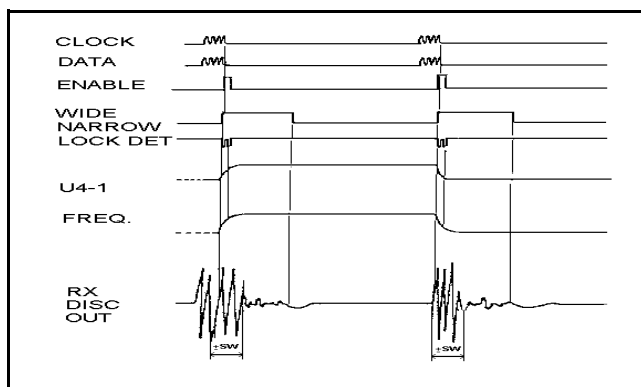 CLOCK
DATA
ENABLE
WIDE
NARROW
LOCK DET
U4-1
FREQ.
RX
DISC
OUT
±SW
±SW